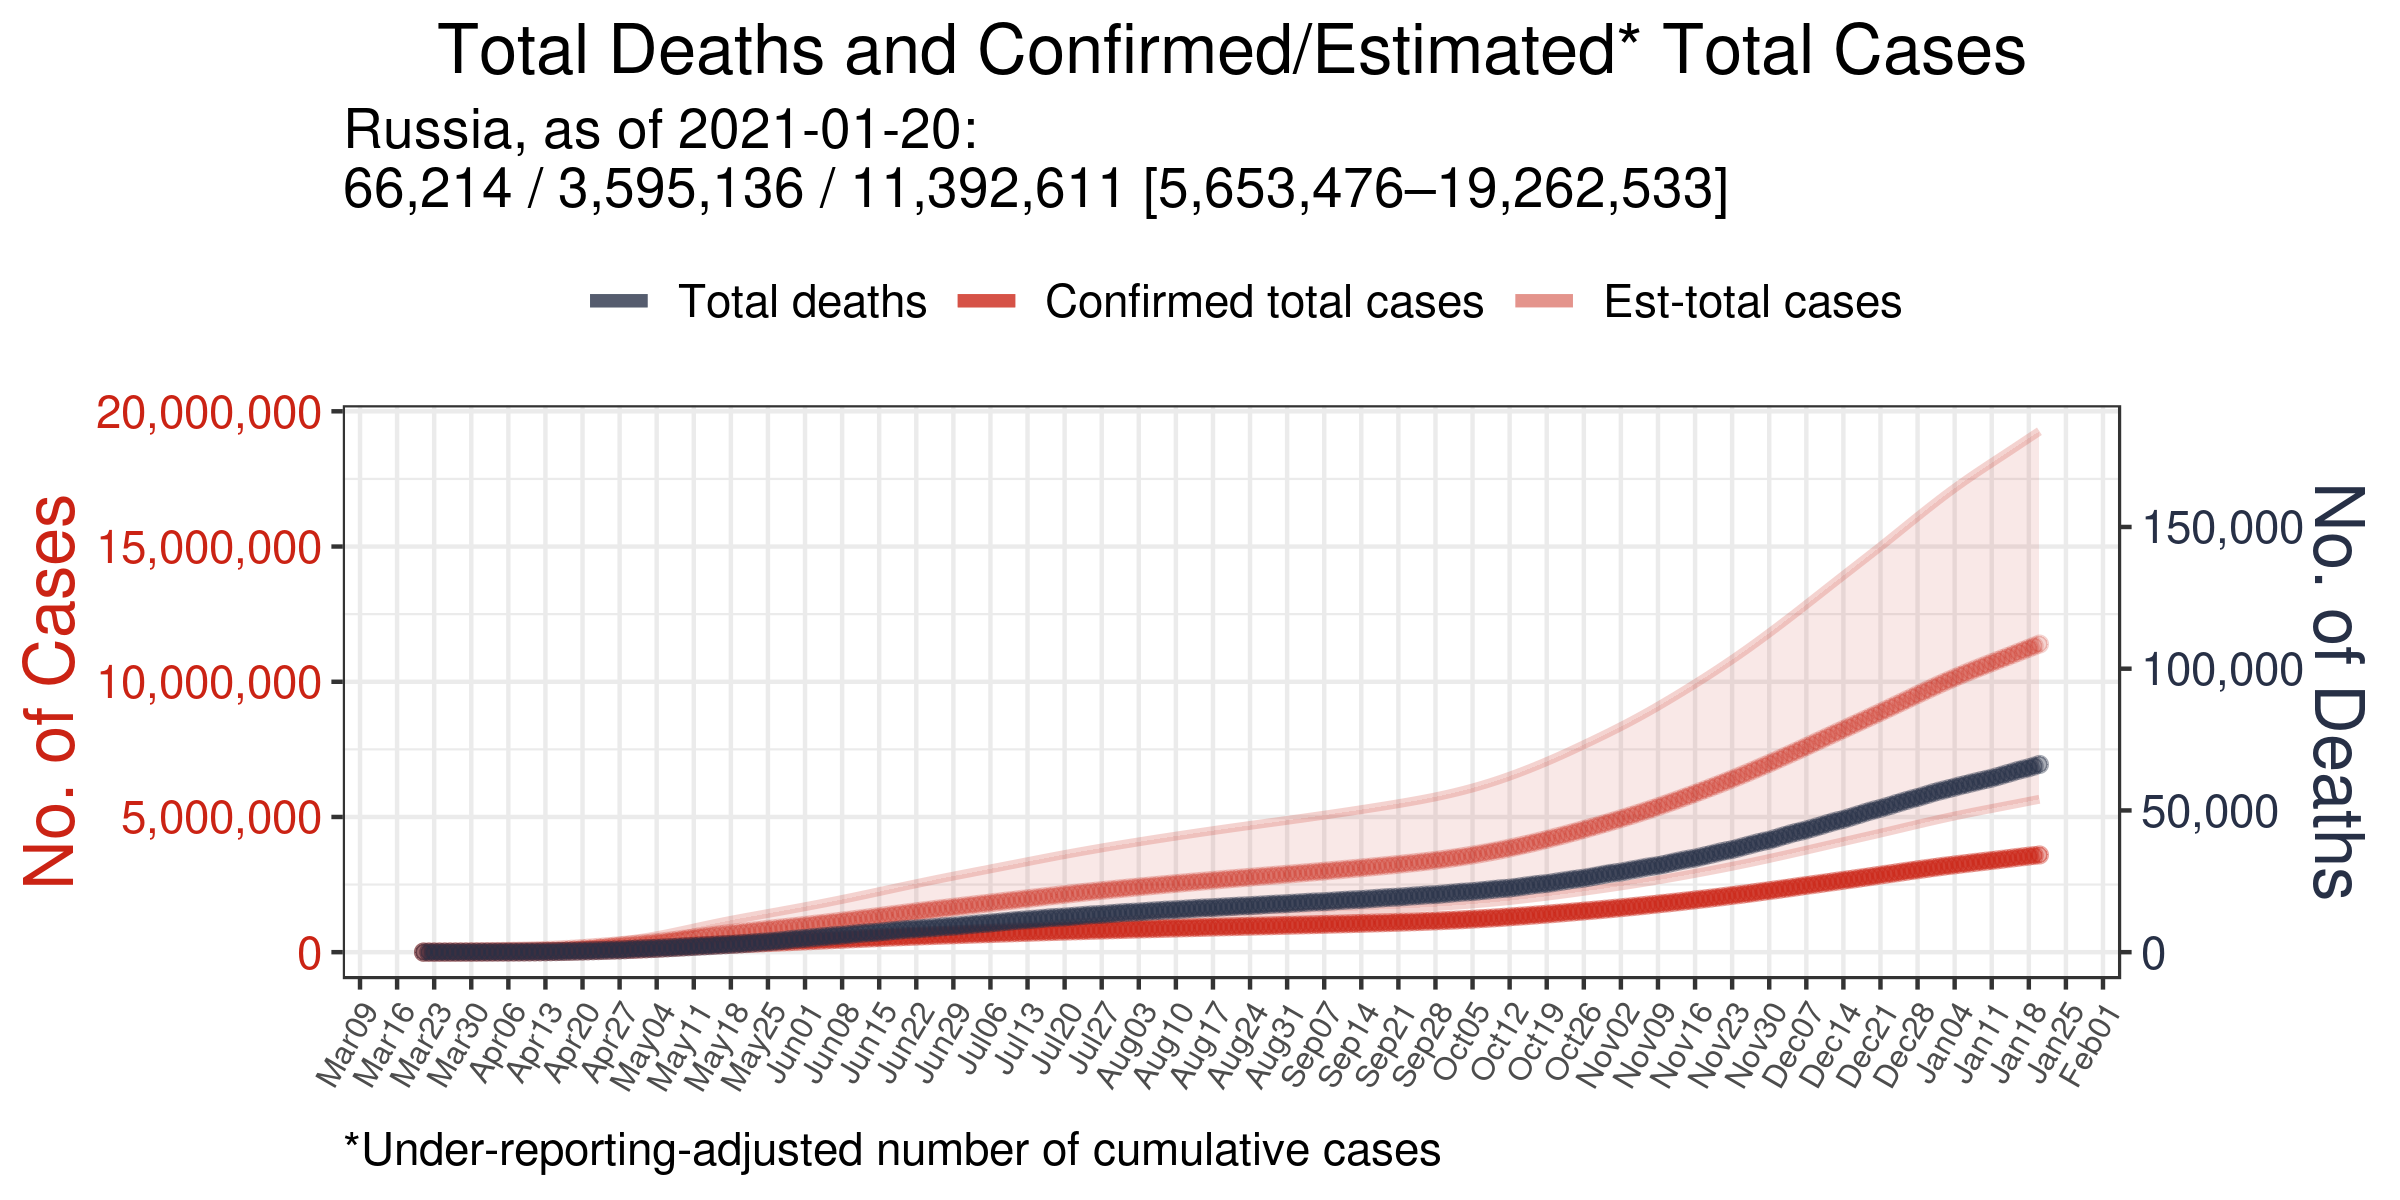 Total Deaths and Confirmed/Estimated* Total Cases
Russia, as of 2021-01-20:
66,214 / 3,595,136 / 11,392,611 [5,653,476–19,262,533]
Total deaths
Confirmed total cases
Est-total cases
No. of Cases
20,000,000
15,000,000
10,000,000
5,000,000
0
150,000
100,000
50,000
0
No. of Deaths
Mar09
Mar16
Mar23
Mar30
Apr06
Apr13
Apr20
Apr27
May04
May11
May18
May25
Jun01
Jun08
Jun15
Jun22
Jun29
Jul06
Jul13
Jul20
Jul27
Aug03
Aug10
Aug17
Aug24
Aug31
Sep07
Sep14
Sep21
Sep28
Oct05
Oct12
Oct19
Oct26
Nov02
Nov09
Nov16
Nov23
Nov30
Dec07
Dec14
Dec21
Dec28
Jan04
Jan11
Jan18
Jan25
Feb01
*Under-reporting-adjusted number of cumulative cases